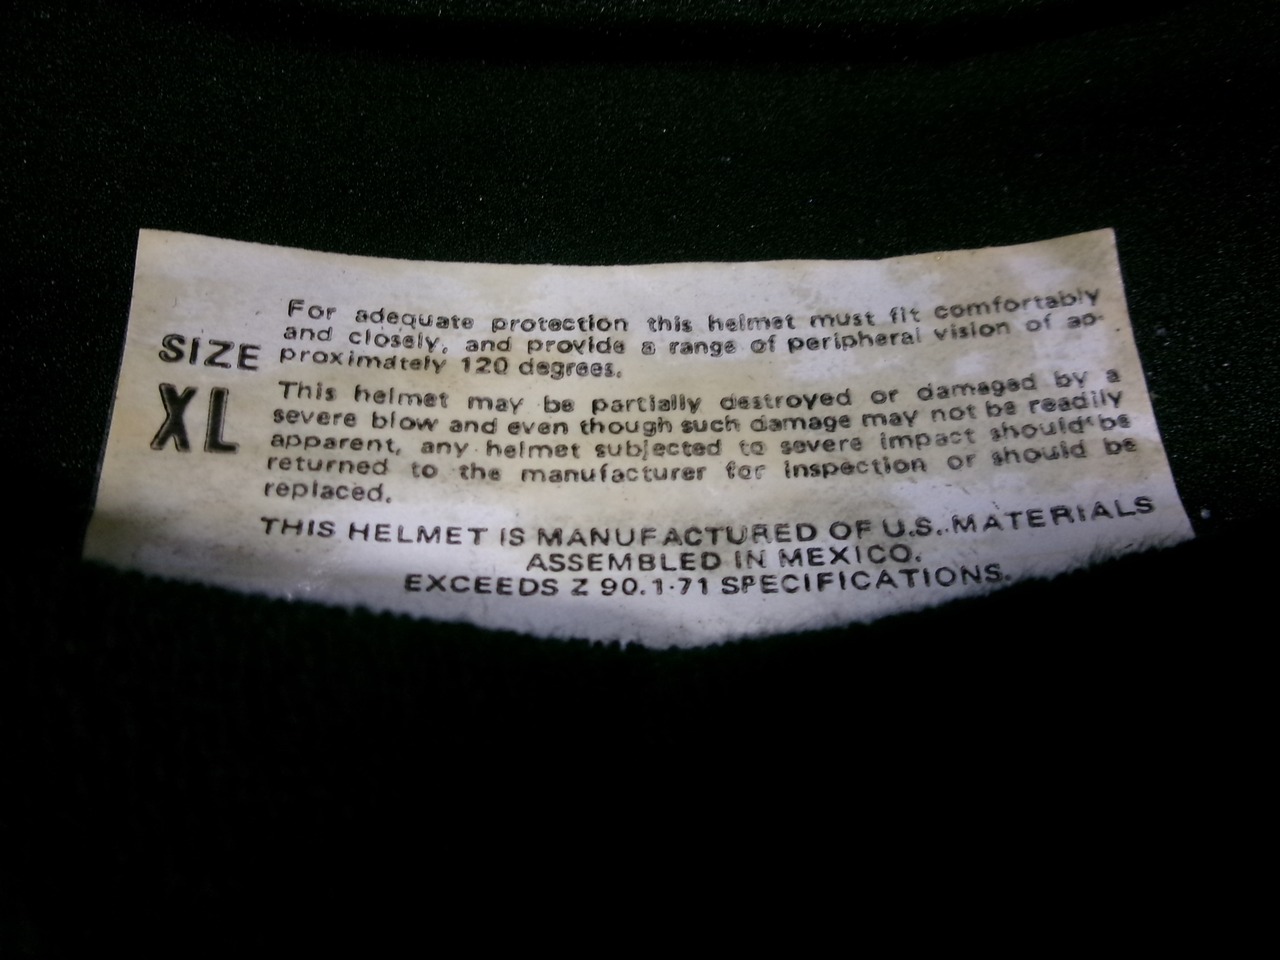 For adequate protection this helmet must fit comfortably
and closely, and provide a range of peripheral vision of ap-
proximately 120 degrees.
SIZE
XL
This helmet may be partially destroyed or damaged by a
severe blow and even though such damage may not be readily
apparent, any helmet subjected to severe impact should be
returned to the manufacturer for inspection or should be
replaced.
THIS HELMET IS MANUFACTURED OF U.S. MATERIALS
ASSEMBLED IN MEXICO.
EXCEEDS Z 90.1-71 SPECIFICATIONS.